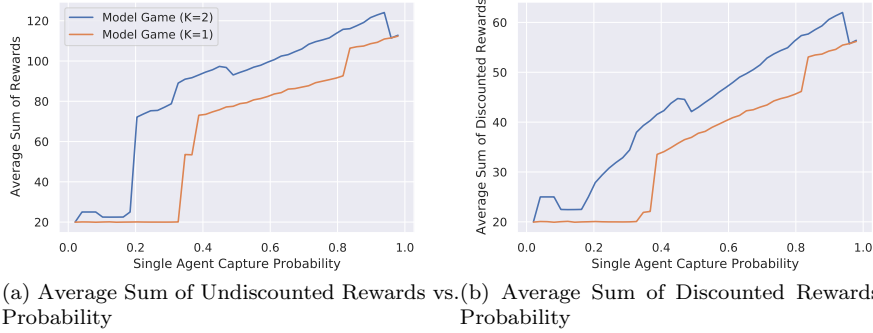 Model Game (K=2)
Model Game (K=1)
Average Sum of Rewards
120
100
80
60
40
20
0.0 0.2 0.4 0.6 0.8 1.0
Single Agent Capture Probability
Average Sum of Discounted Rewards
60
50
40
30
20
0.0 0.2 0.4 0.6 0.8 1.0
Single Agent Capture Probability
(a) Average Sum of Undiscounted Rewards vs.
Probability
(b) Average Sum of Discounted Rewards
Probability